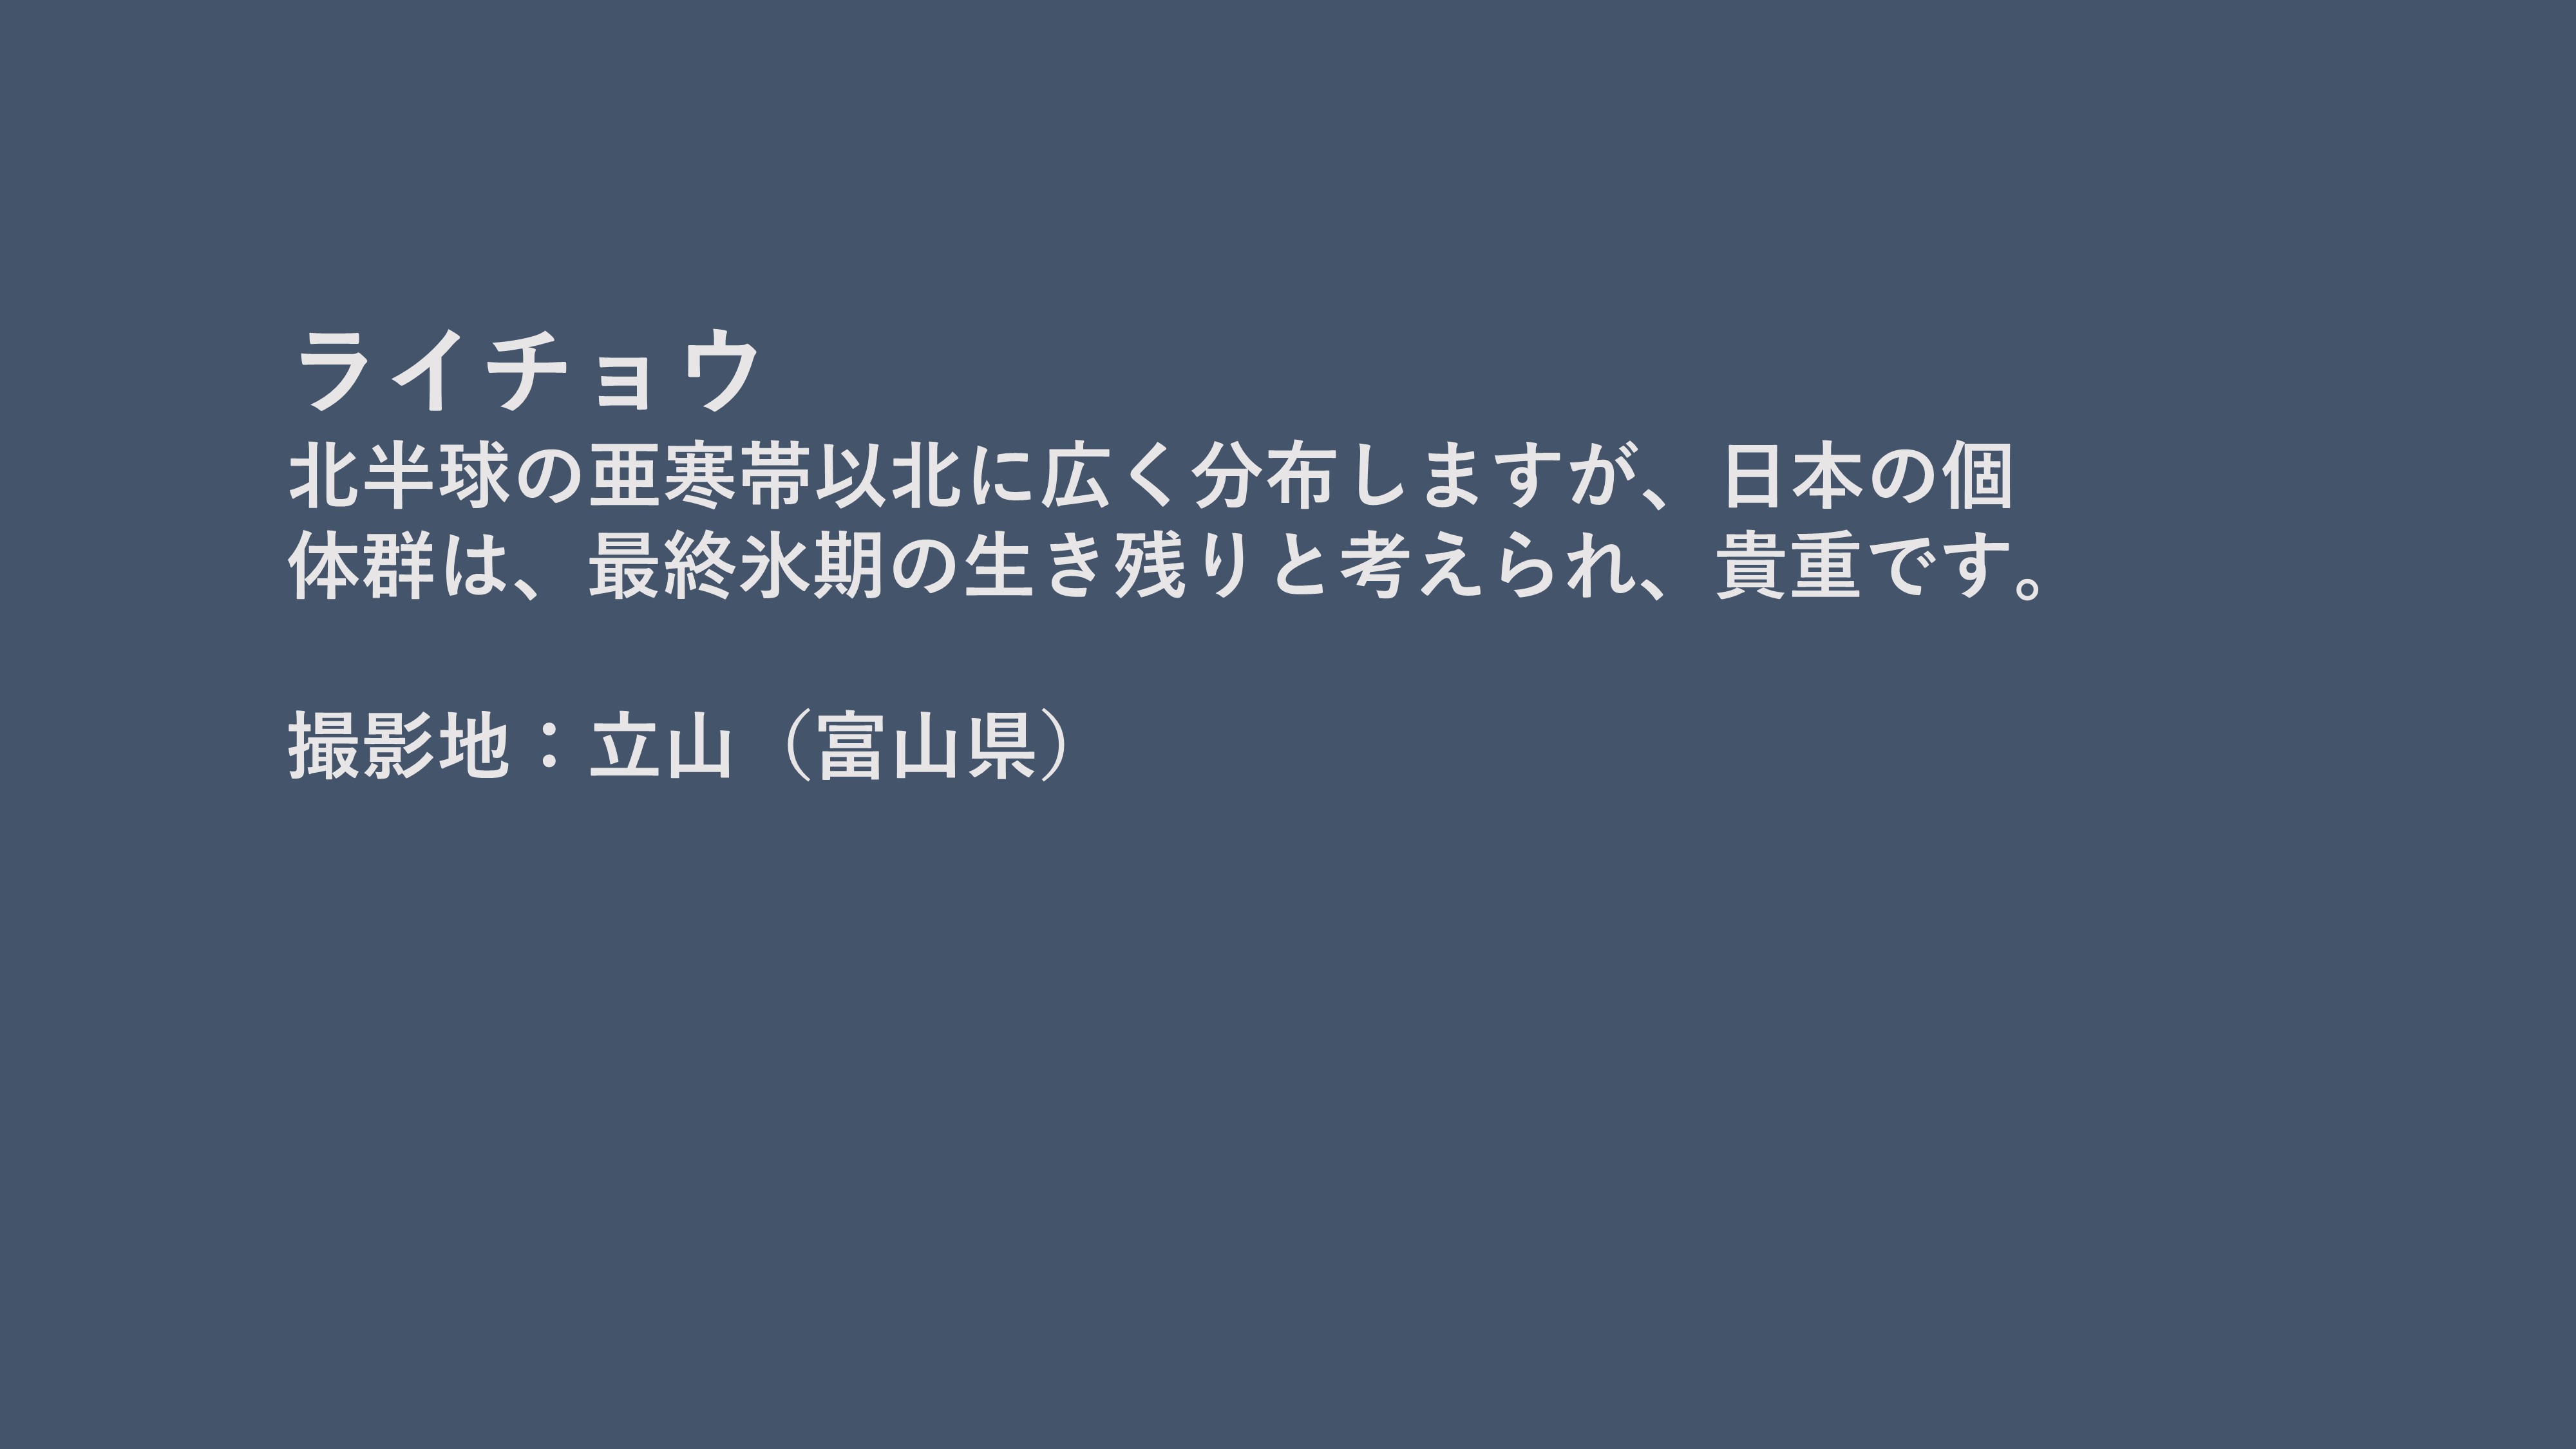 ライチョウ
北半球の亜寒帯以北に広く分布しますが、日本の個
体群は、最終氷期の生き残りと考えられ、貴重です。
撮影地：立山（富山県）